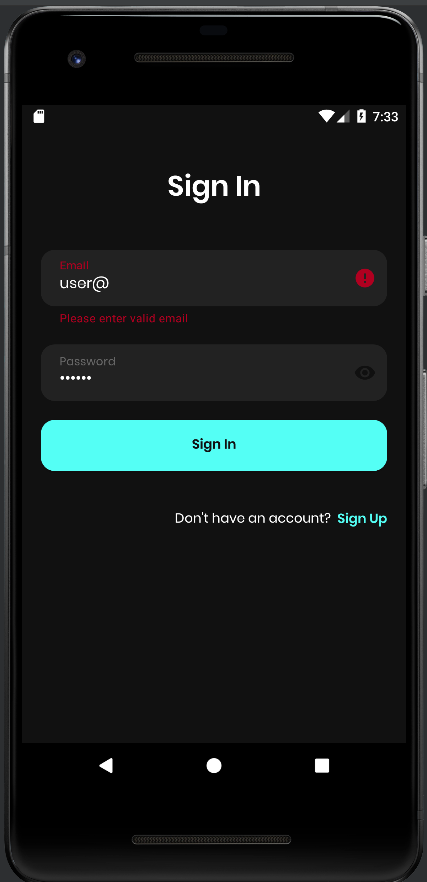 7:33
Sign In
Email
user@
Please enter valid email
Password
••••••
Sign In
Don't have an account? Sign Up